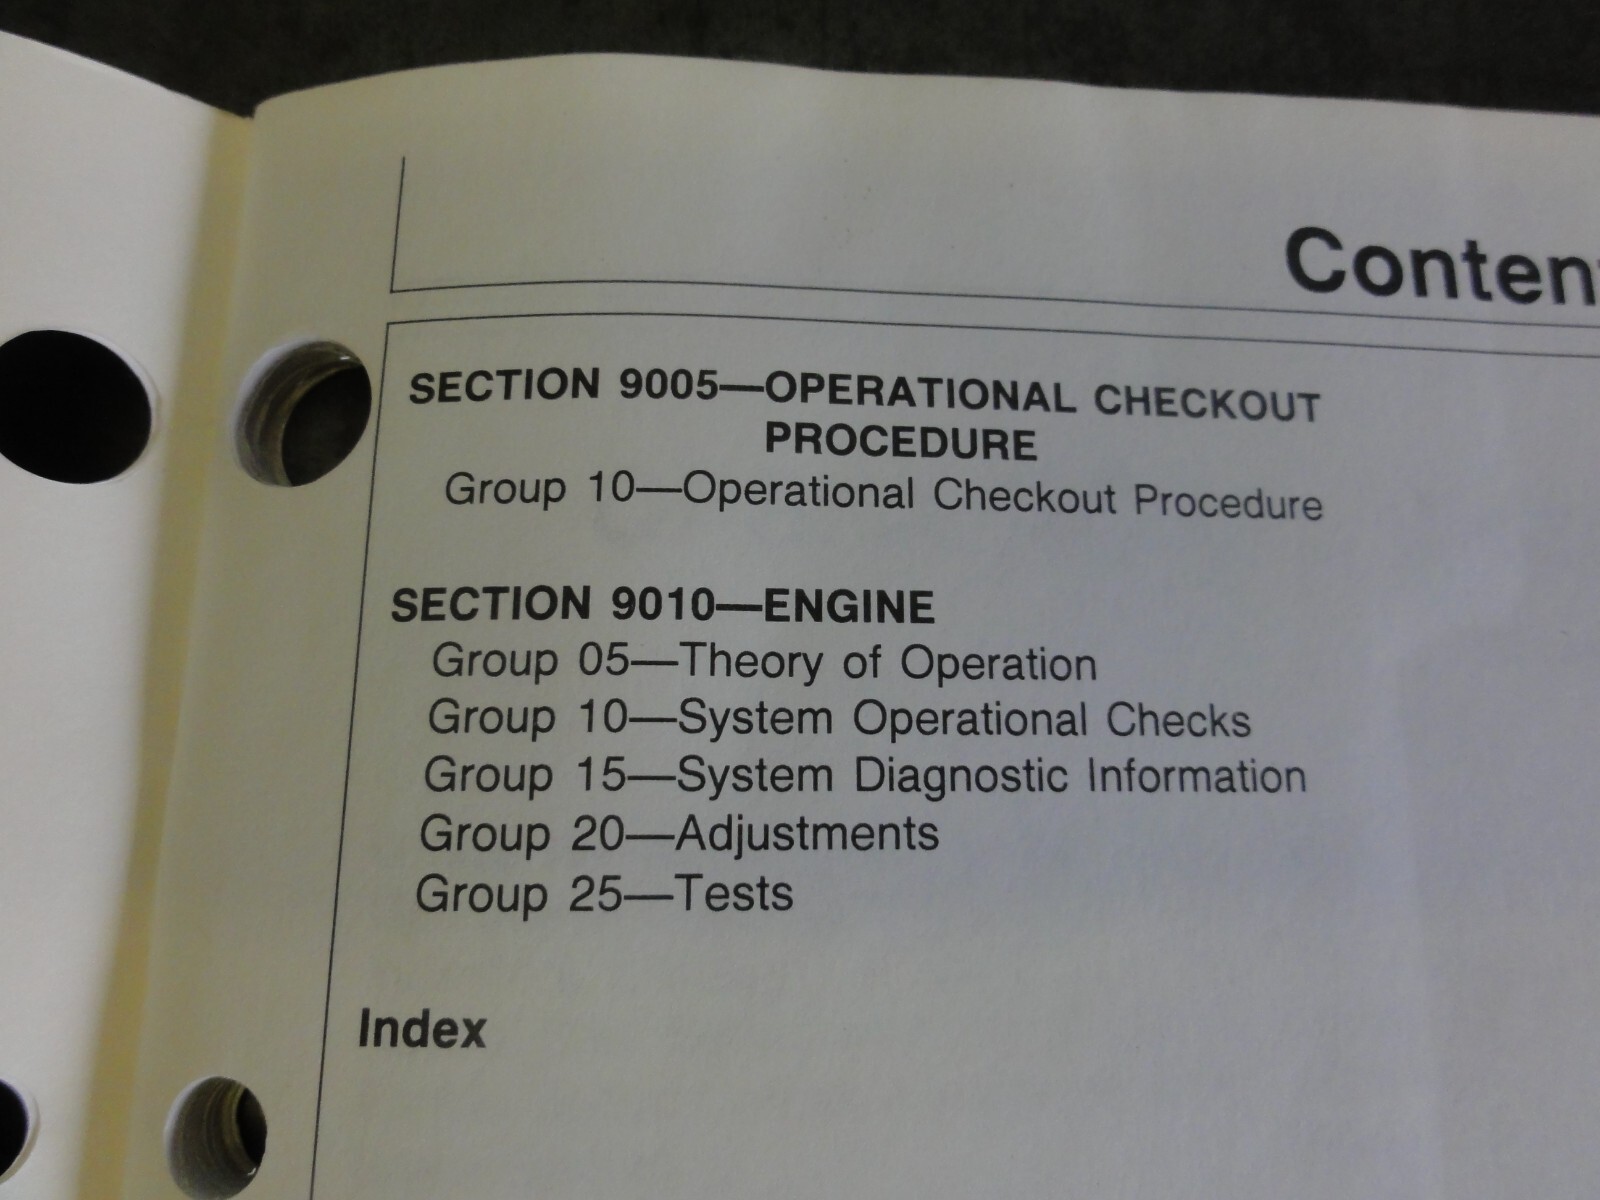 SECTION 9005—OPERATIONAL CHECKOUT
PROCEDURE
Group 10—Operational Checkout Procedure
SECTION 9010—ENGINE
Group 05—Theory of Operation
Group 10—System Operational Checks
Group 15—System Diagnostic Information
Group 20—Adjustments
Group 25—Tests
Index